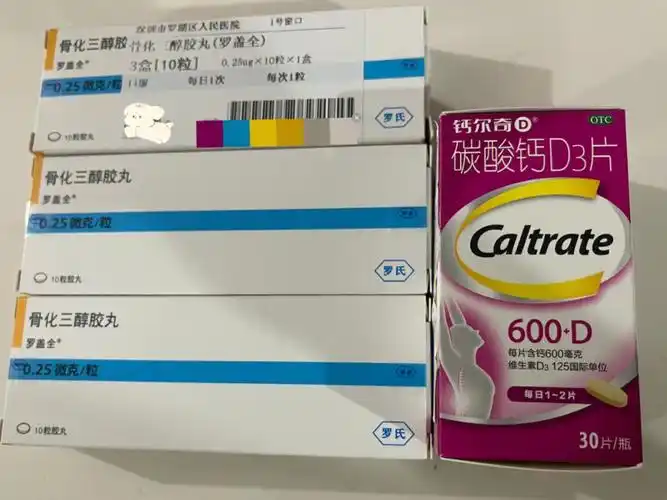 深圳市罗湖区人民医院
1号窗口
骨化三醇胶
骨化三醇胶丸(罗盖全)
罗盖全®
3盒[10粒]
0.25ug×10粒×1盒
0.25微克/粒
口服
每日1次
每次1粒
10粒胶丸
罗氏
骨化三醇胶丸
罗盖全®
0.25微克/粒
10粒胶丸
罗氏
骨化三醇胶丸
罗盖全®
0.25微克/粒
10粒胶丸
罗氏
钙尔奇D®
OTC
碳酸钙D3片
Caltrate
600+D
每片含钙600毫克
维生素D3 125国际单位
每日1~2片
30片/瓶